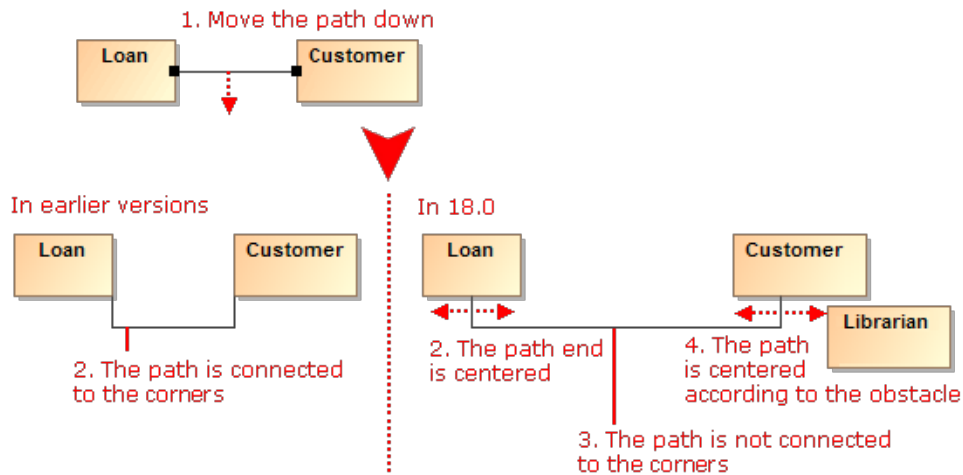 1. Move the path down
Loan
Customer
In earlier versions
Loan
Customer
2. The path is connected
to the corners
In 18.0
Loan
Customer
Librarian
2. The path end
is centered
4. The path
is centered
according to the obstacle
3. The path is not connected
to the corners